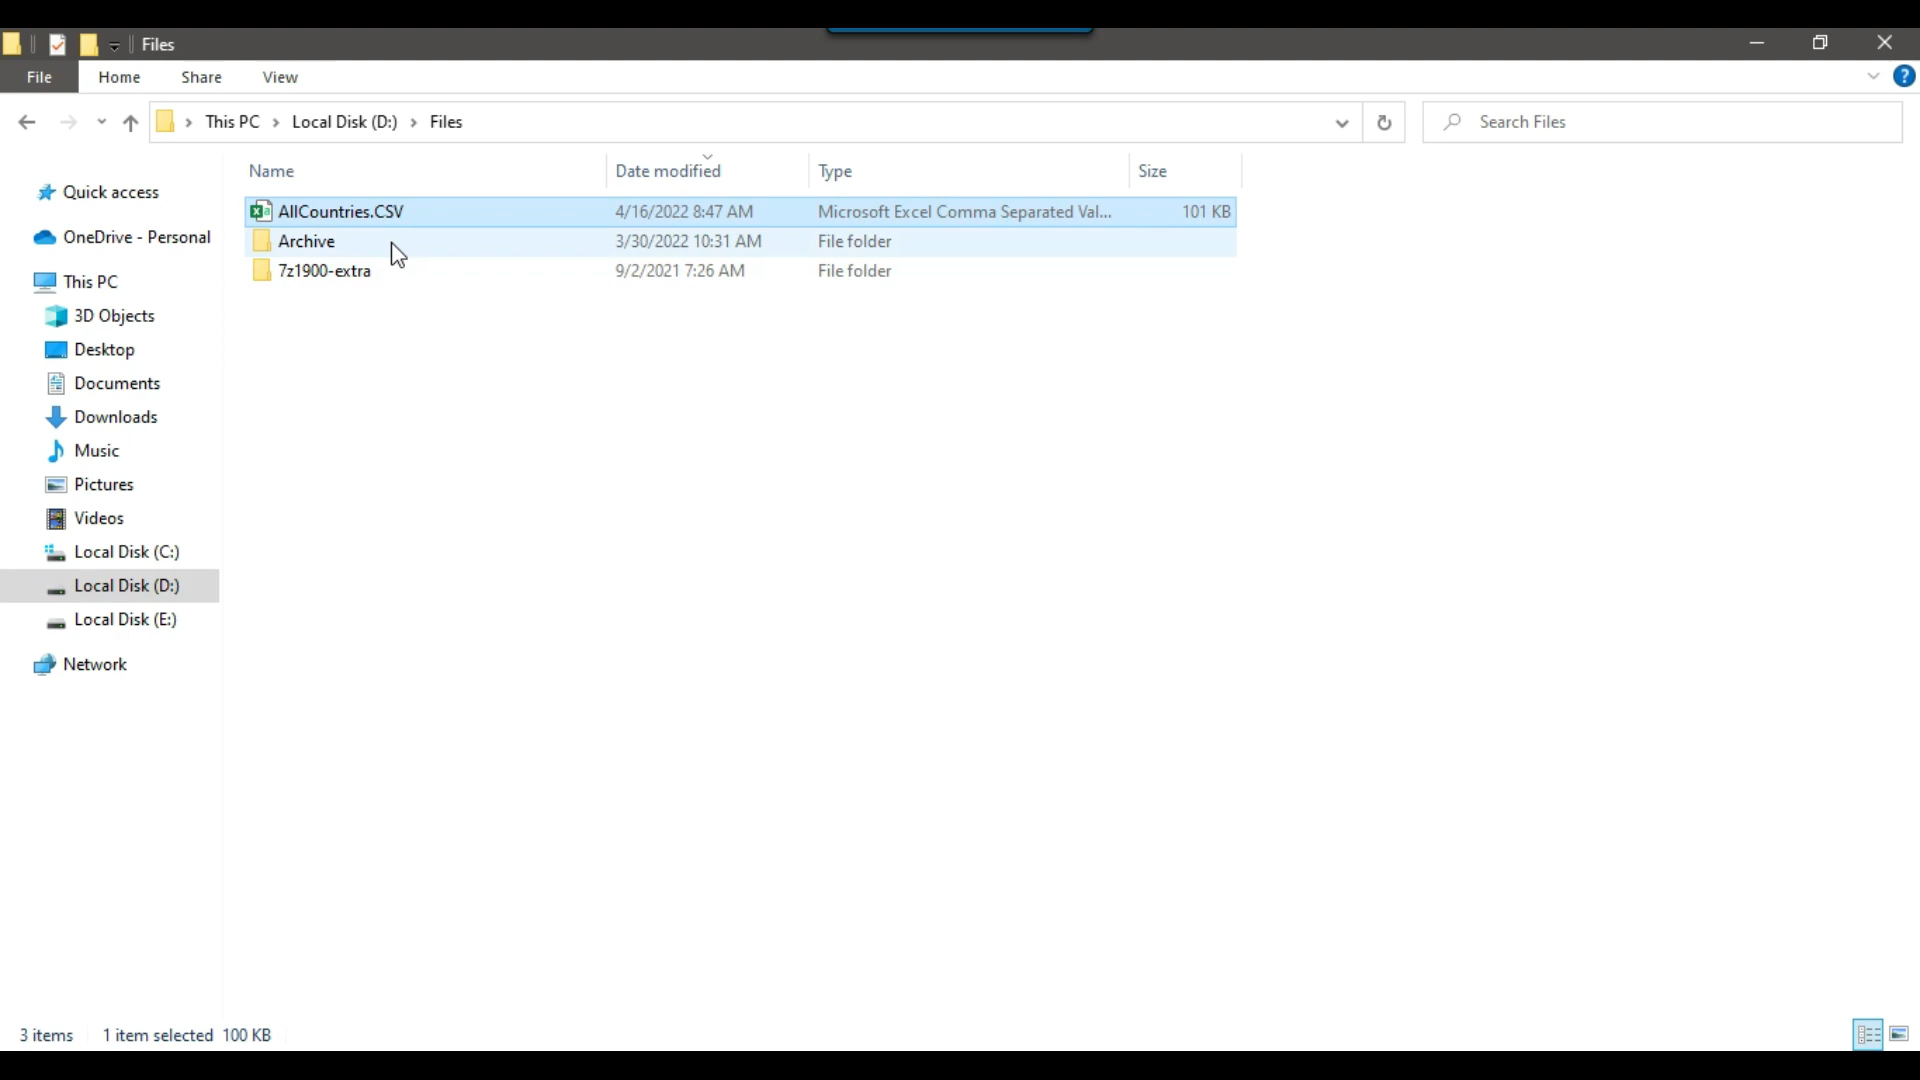 Files
File Home Share View
?
> This PC > Local Disk (D:) > Files
Search Files
Name Date modified Type Size
AllCountries.CSV 4/16/2022 8:47 AM Microsoft Excel Comma Separated Val... 101 KB
Archive 3/30/2022 10:31 AM File folder
7z1900-extra 9/2/2021 7:26 AM File folder
Quick access
OneDrive - Personal
This PC
3D Objects
Desktop
Documents
Downloads
Music
Pictures
Videos
Local Disk (C:)
Local Disk (D:)
Local Disk (E:)
Network
3 items 1 item selected 100 KB